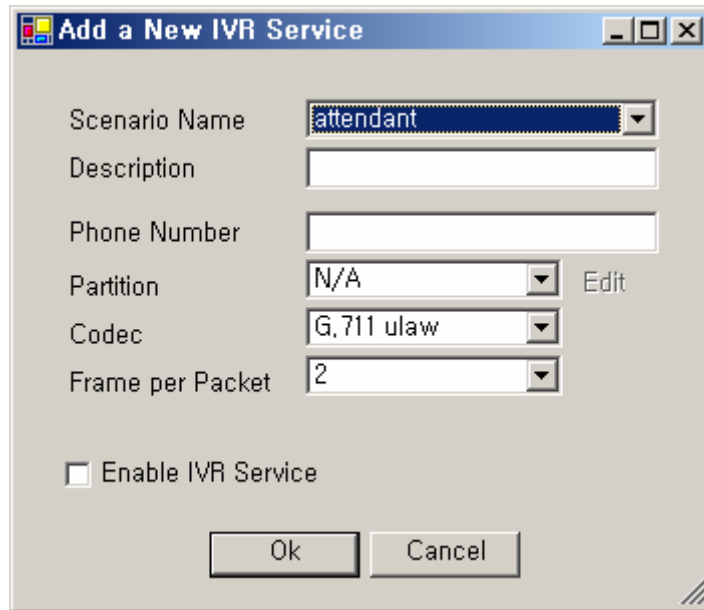 Add a New IVR Service
Scenario Name attendant
Description
Phone Number
Partition N/A Edit
Codec G.711 ulaw
Frame per Packet 2
Enable IVR Service
Ok Cancel